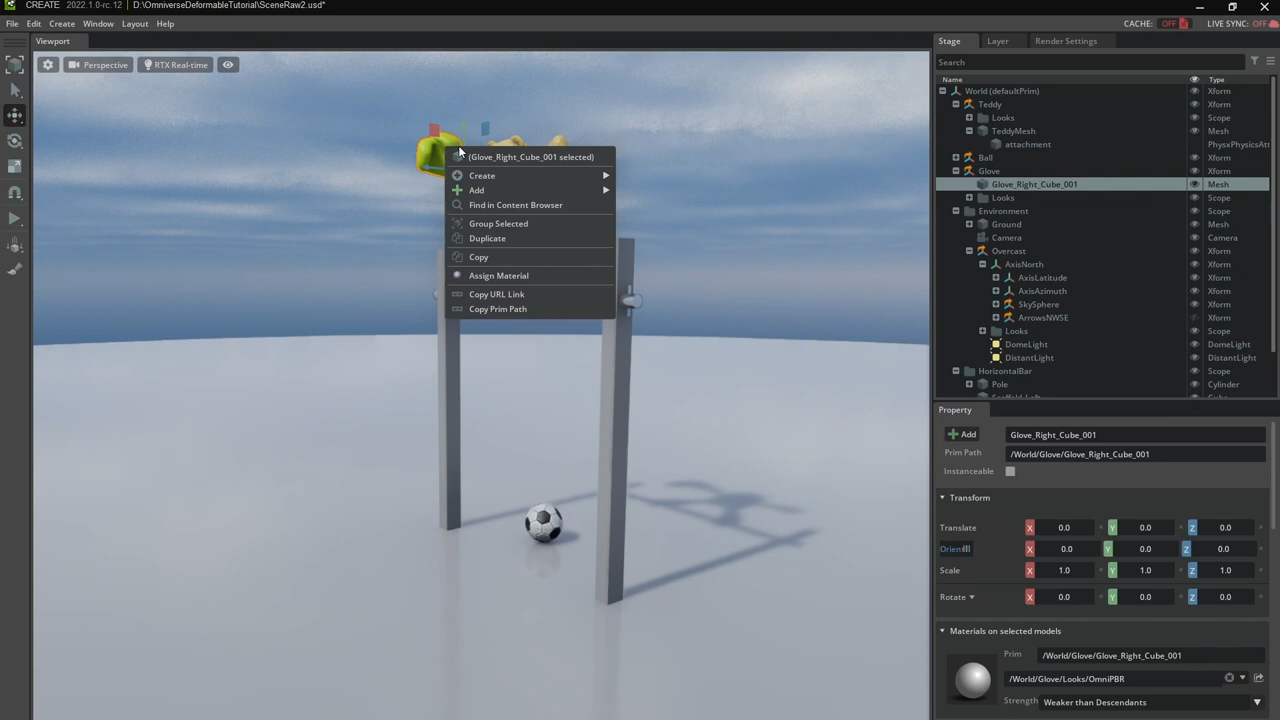 CREATE 2022.1.0-rc.12 | D:\OmniverseDeformableTutorial\SceneRaw2.usd*
File Edit Create Window Layout Help CACHE: OFF LIVE SYNC: OFF
Viewport
Perspective RTX Real-time
(Glove_Right_Cube_001 selected)
Create
Add
Find in Content Browser
Group Selected
Duplicate
Copy
Assign Material
Copy URL Link
Copy Prim Path
Stage Layer Render Settings
Search
Name Type
World (defaultPrim) Xform
Teddy Xform
Looks Scope
TeddyMesh Mesh
attachment PhysxPhysicsAtt
Ball Xform
Glove Xform
Glove_Right_Cube_001 Mesh
Looks Scope
Environment Scope
Ground Xform
Camera Camera
Overcast Xform
AxisNorth Xform
AxisLatitude Xform
AxisAzimuth Xform
SkySphere Xform
ArrowsNWSE Xform
Looks Scope
DomeLight DomeLight
DistantLight DistantLight
HorizontalBar Scope
Pole Cylinder
Property
Add Glove_Right_Cube_001
Prim Path /World/Glove/Glove_Right_Cube_001
Instanceable
Transform
Translate X 0.0 Y 0.0 Z 0.0
Orient X 0.0 Y 0.0 Z 0.0
Scale X 1.0 Y 1.0 Z 1.0
Rotate X 0.0 Y 0.0 Z 0.0
Materials on selected models
Prim /World/Glove/Glove_Right_Cube_001
/World/Glove/Looks/OmniPBR
Strength Weaker than Descendants